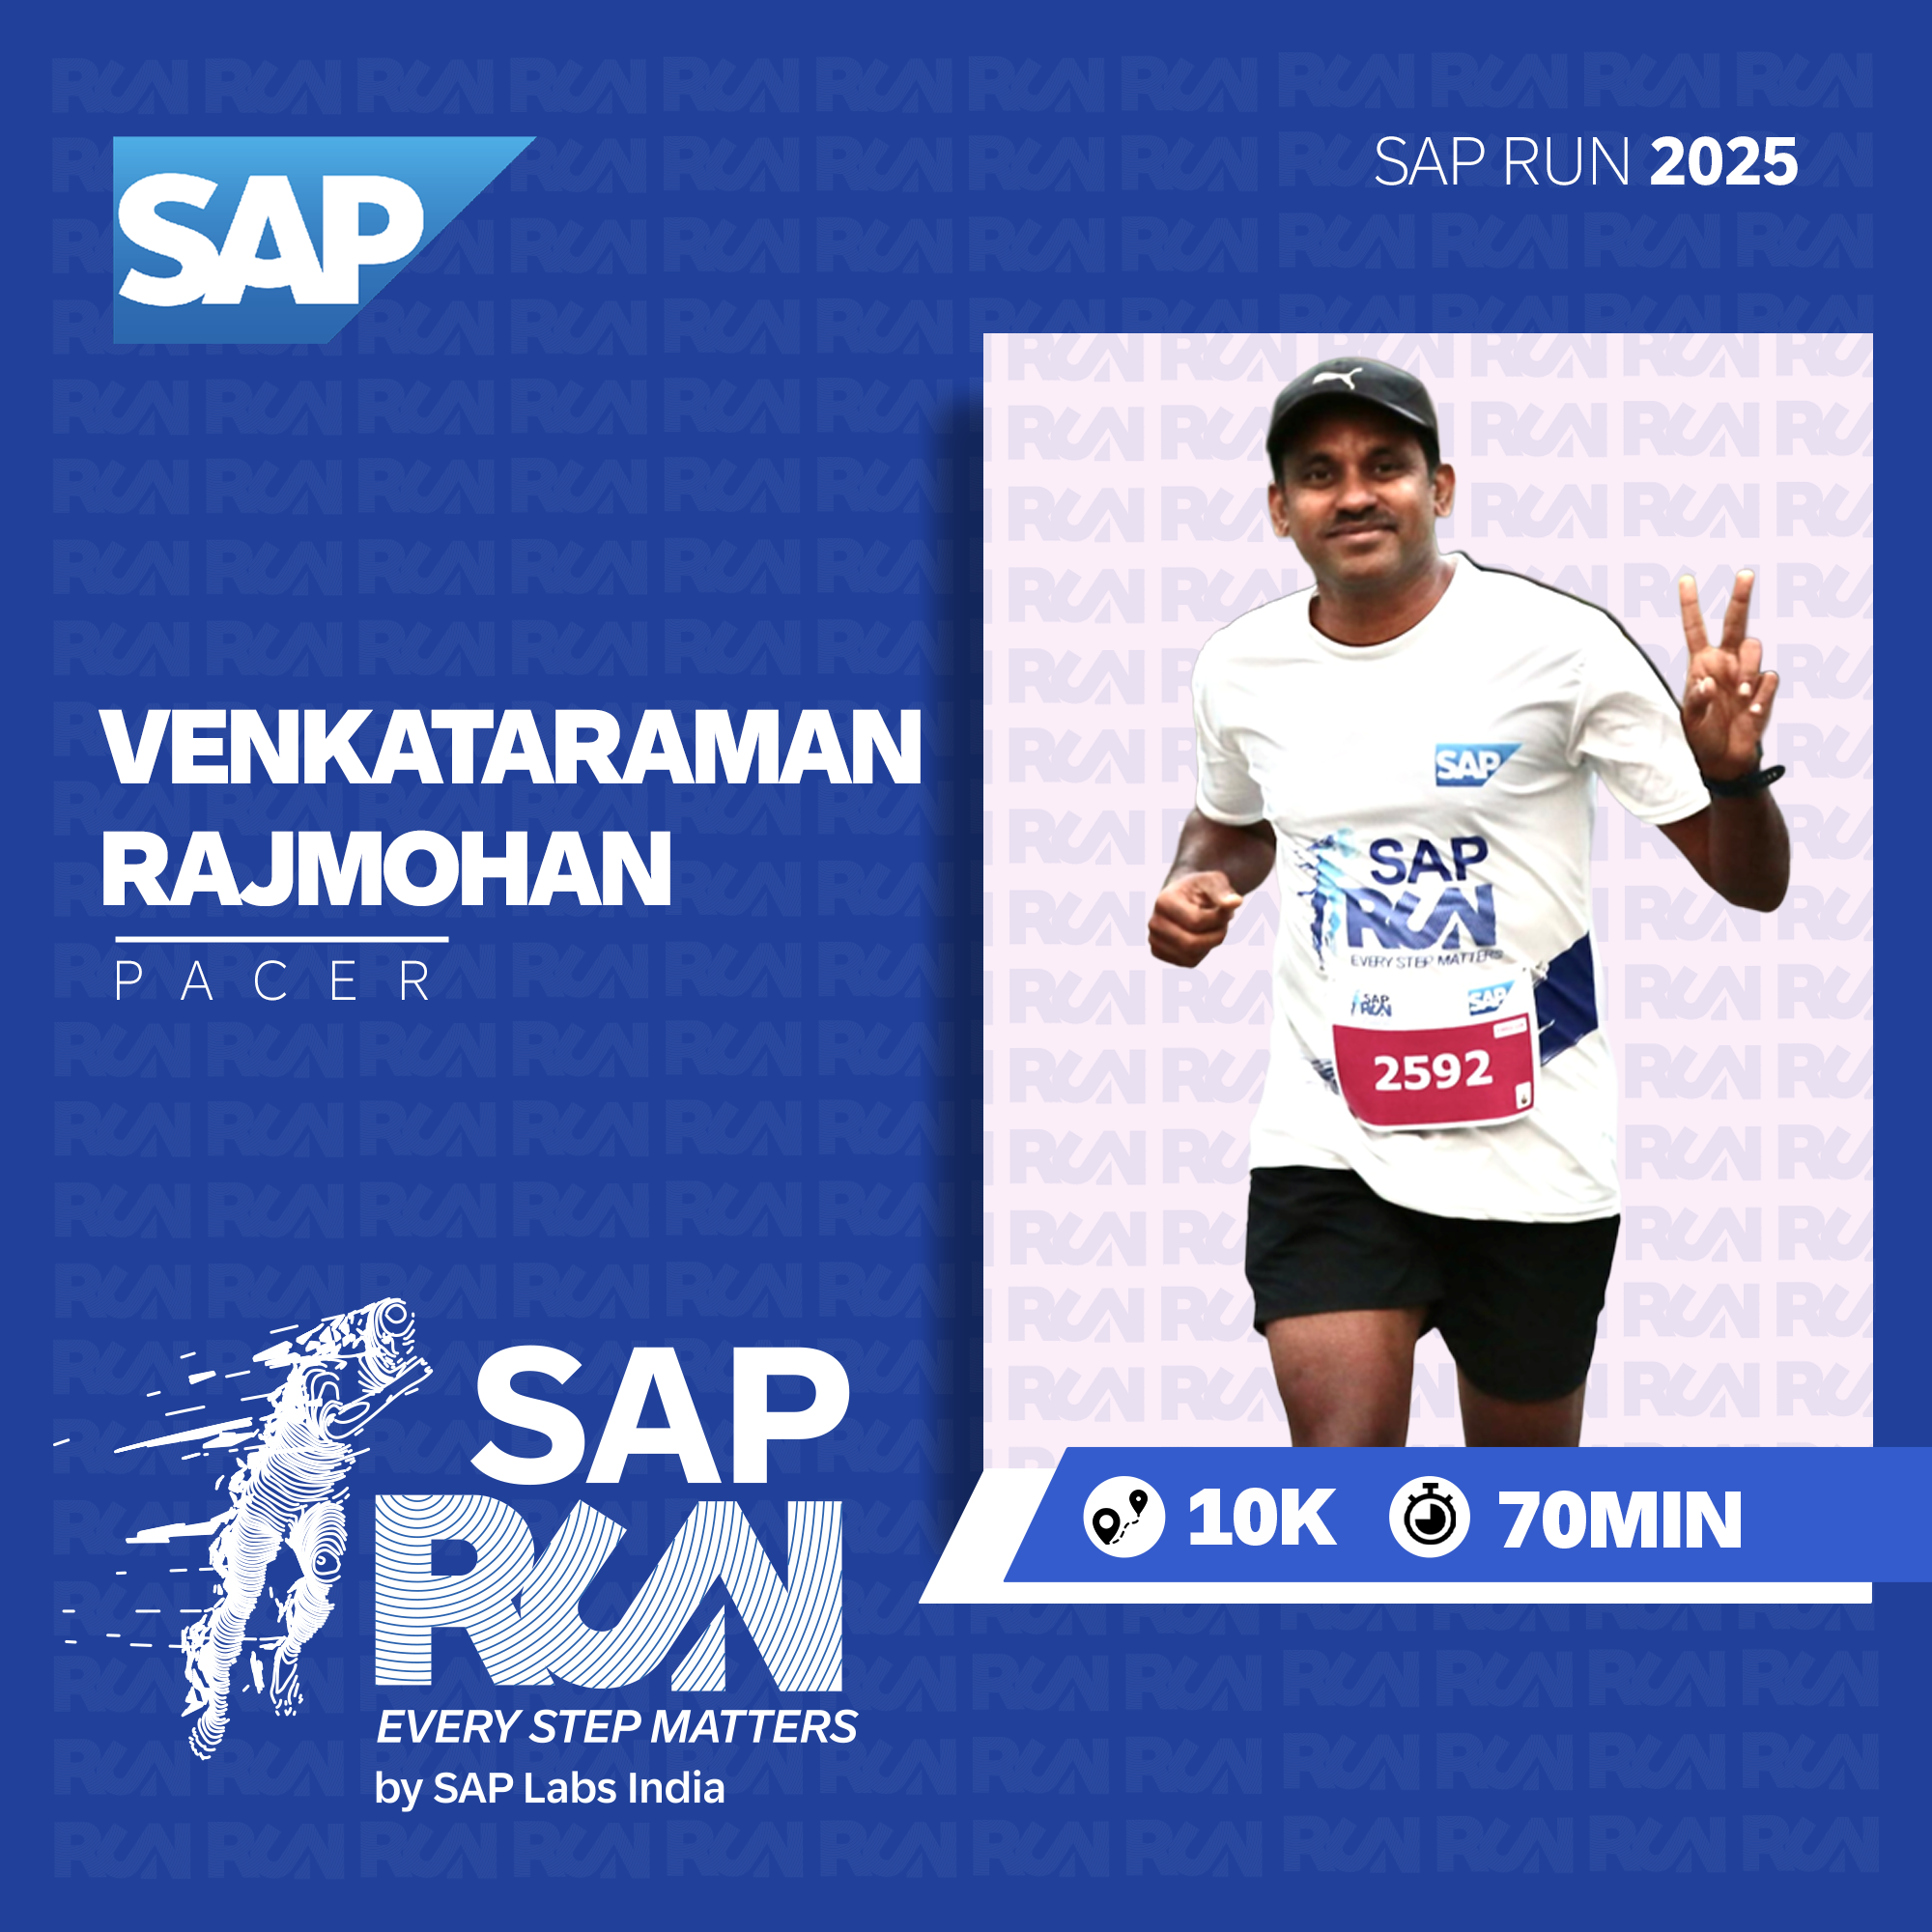 SAP
SAP RUN 2025
VENKATARAMAN
RAJMOHAN
PACER
SAP
SAP
RUN
EVERY STEP MATTERS
SAP
RUN
SAP
2592
10K
70MIN
SAP
RUN
EVERY STEP MATTERS
by SAP Labs India